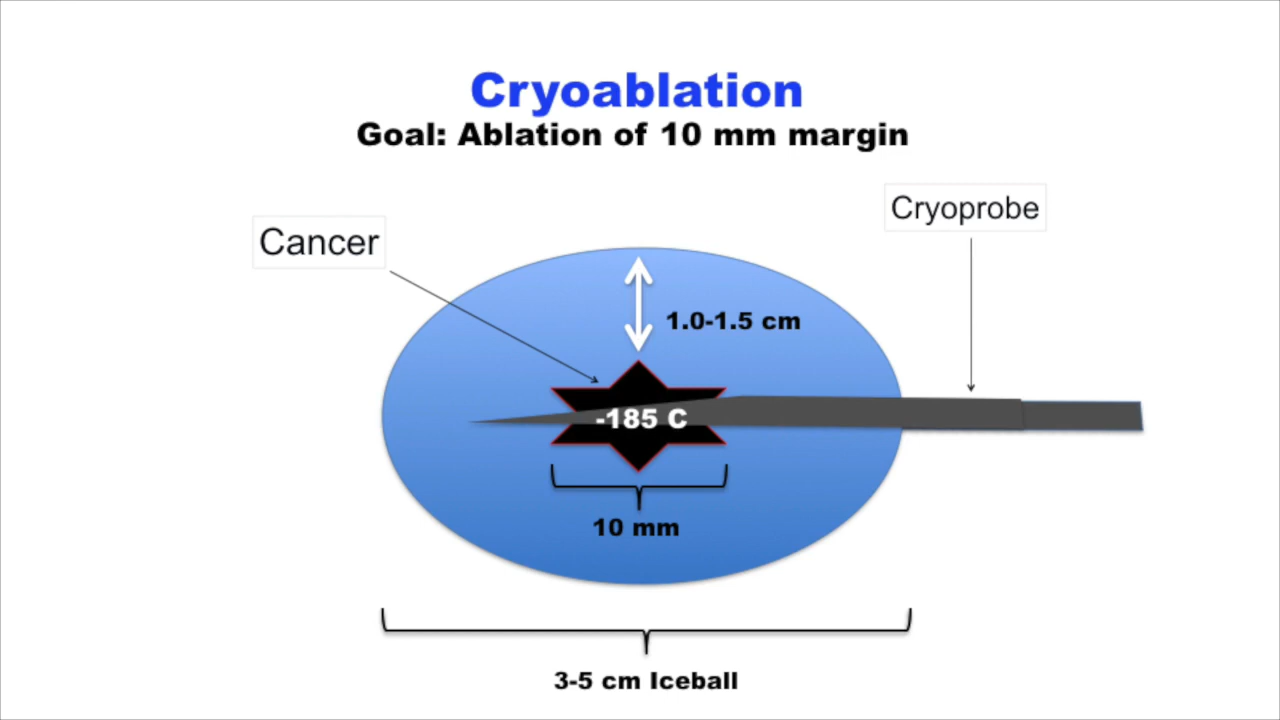 Cryoablation
Goal: Ablation of 10 mm margin
Cryoprobe
Cancer
1.0-1.5 cm
-185 C
10 mm
3-5 cm Iceball